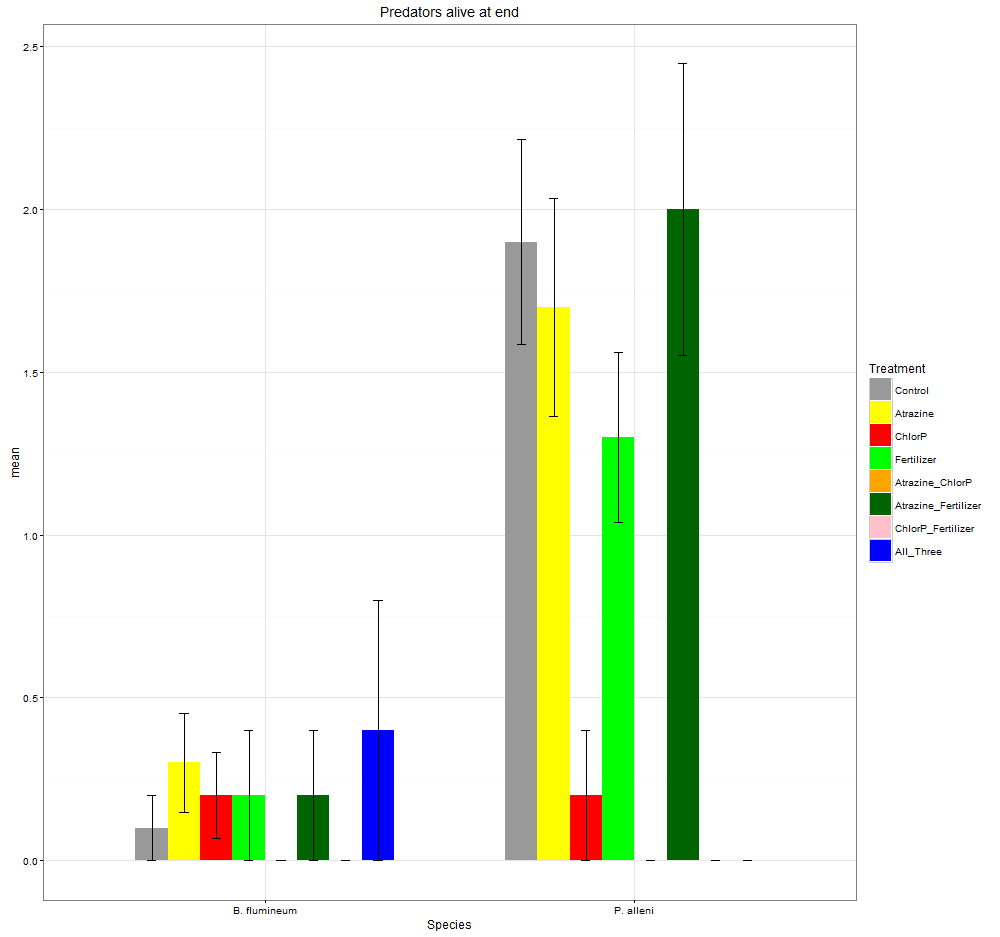 Predators alive at end
2.5
2.0
1.5
1.0
0.5
0.0
mean
B. flumineum
P. alleni
Species
Treatment
Control
Atrazine
ChlorP
Fertilizer
Atrazine_ChlorP
Atrazine_Fertilizer
ChlorP_Fertilizer
All_Three